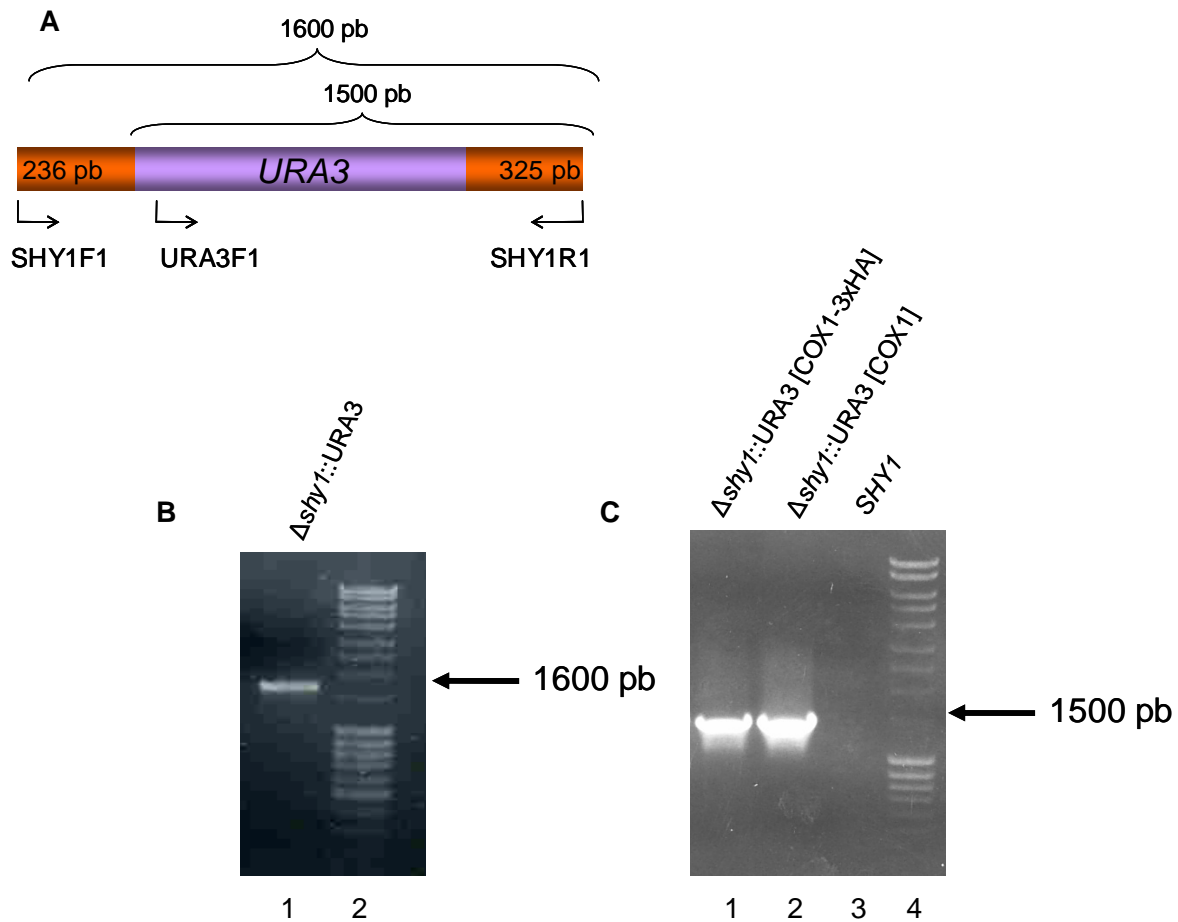 A
1600 pb
1500 pb
236 pb
URA3
325 pb
SHY1F1
URA3F1
SHY1R1
B
Δshy1::URA3
1600 pb
1
2
C
Δshy1::URA3 [COX1-3xHA]
Δshy1::URA3 [COX1]
SHY1
1500 pb
1
2
3
4